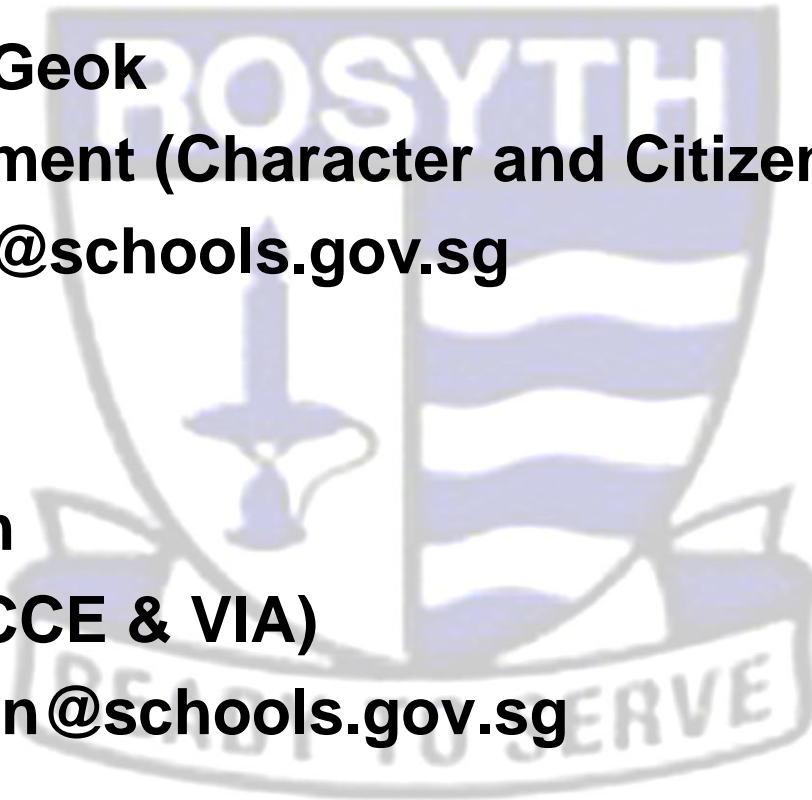 ROSYTH
Geok
ment (Character and Citizen
@schools.gov.sg
n
CCE & VIA)
n@schools.gov.sg
READY TO SERVE